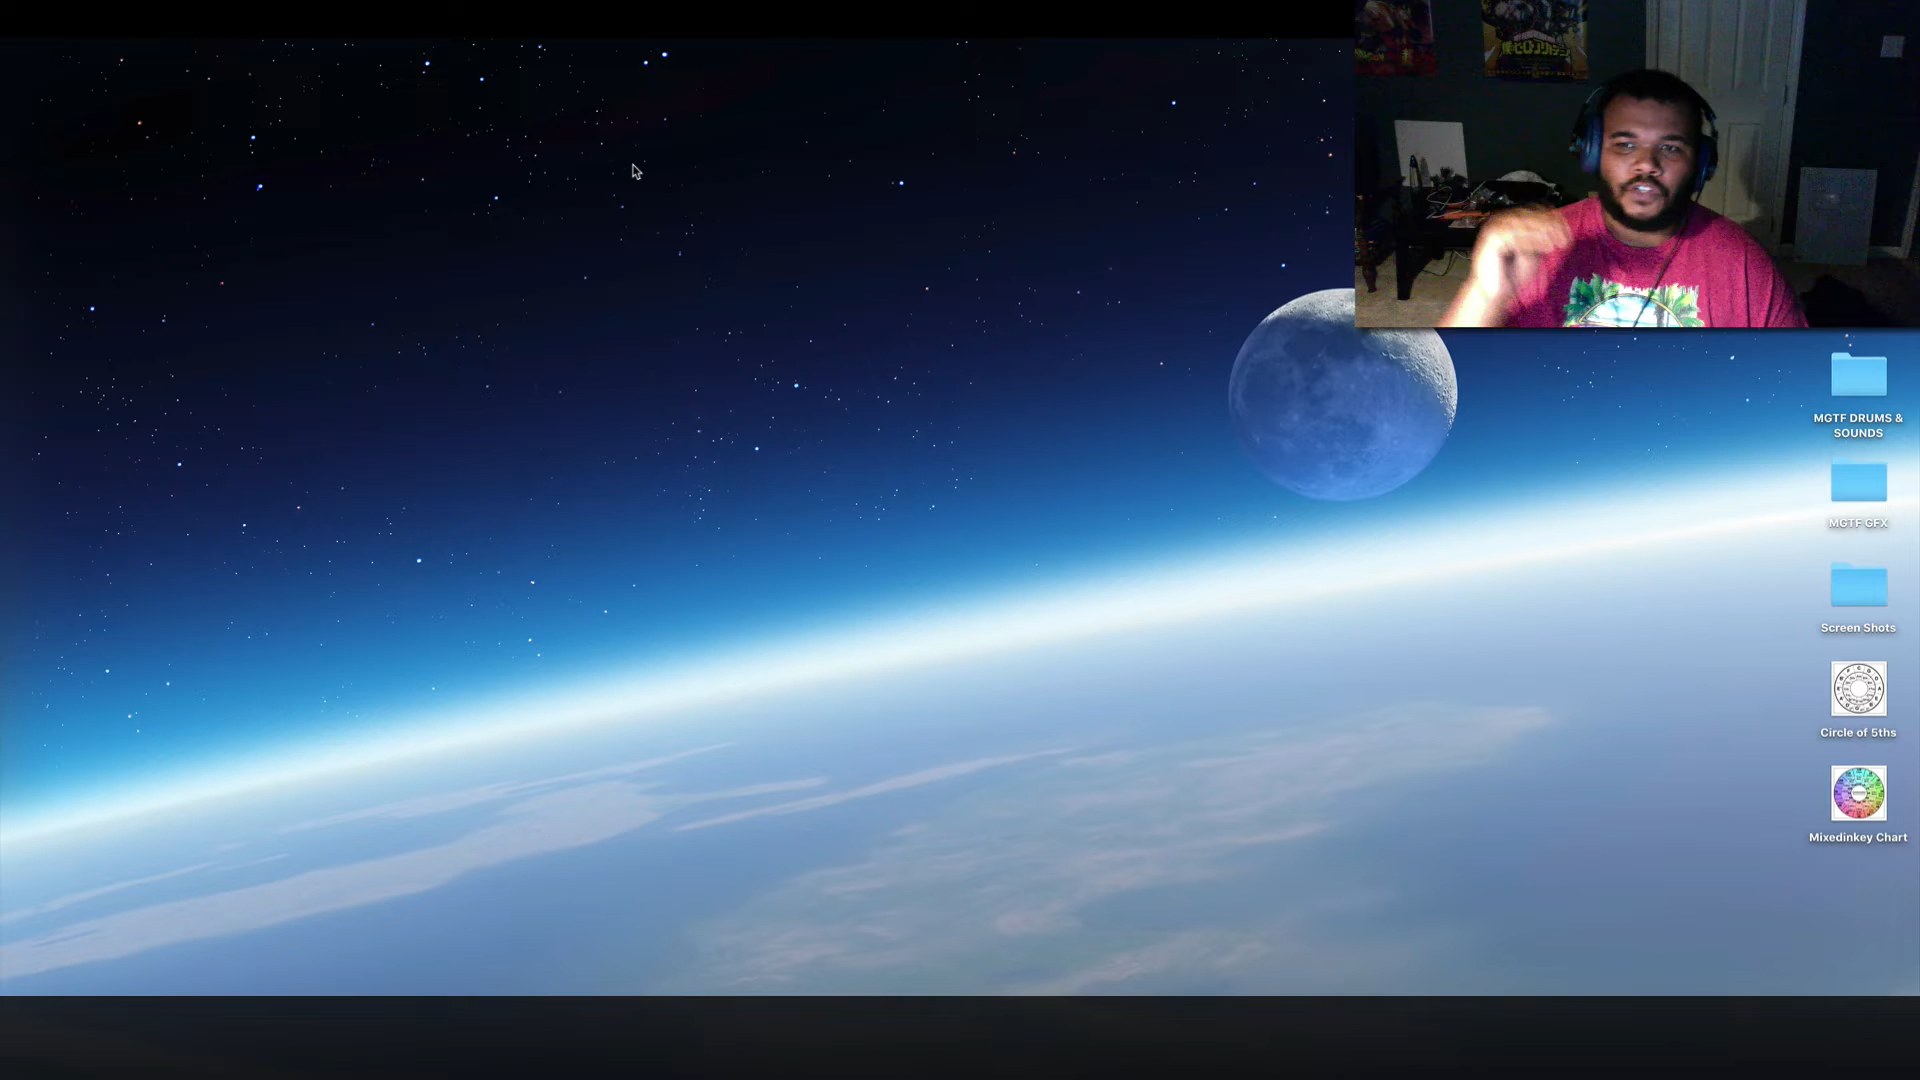 MGTF DRUMS &
SOUNDS
MGTF GFX
Screen Shots
Circle of 5ths
Mixedinkey Chart